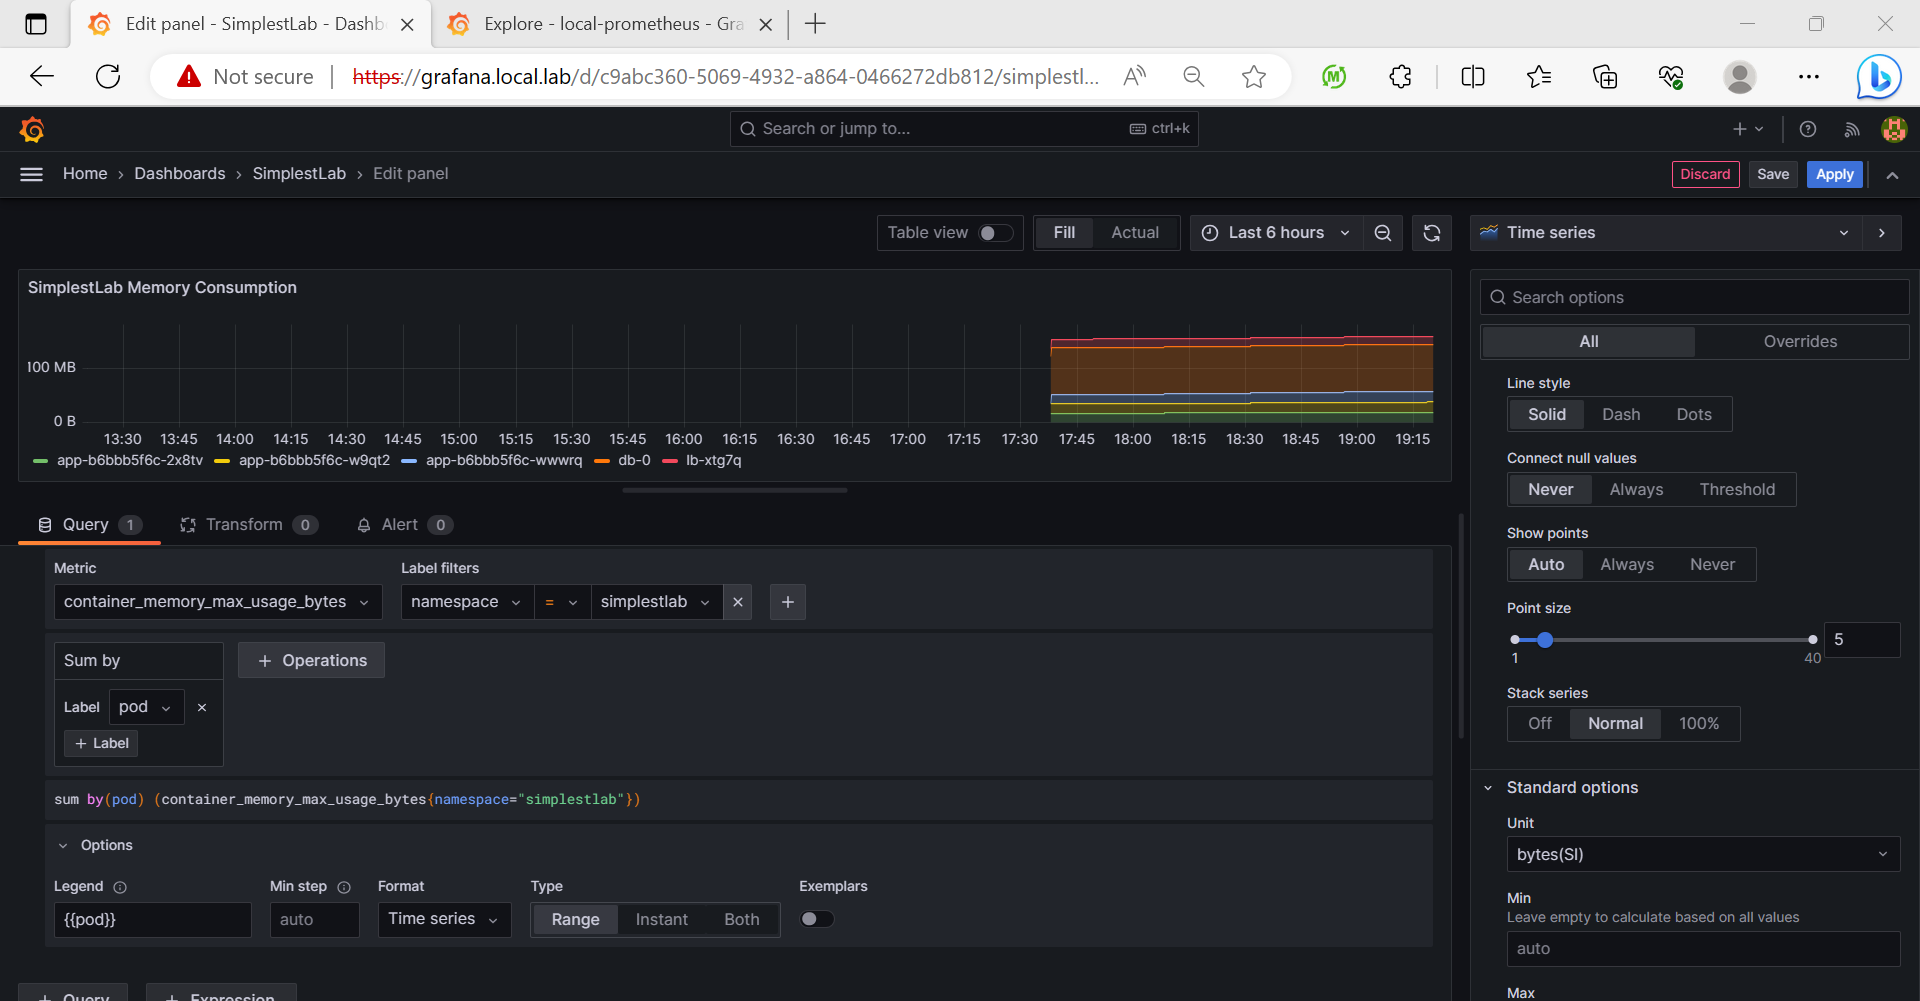 Edit panel - SimplestLab - Dashb
Explore - local-prometheus - Gra
Not secure
https://grafana.local.lab/d/c9abc360-5069-4932-a864-0466272db812/simplestl...
Search or jump to...
ctrl+k
Home › Dashboards › SimplestLab › Edit panel
Discard
Save
Apply
Table view
Fill
Actual
Last 6 hours
Time series
SimplestLab Memory Consumption
100 MB
0 B
13:30 13:45 14:00 14:15 14:30 14:45 15:00 15:15 15:30 15:45 16:00 16:15 16:30 16:45 17:00 17:15 17:30 17:45 18:00 18:15 18:30 18:45 19:00 19:15
app-b6bbb5f6c-2x8tv app-b6bbb5f6c-w9qt2 app-b6bbb5f6c-wwwrq db-0 lb-xtg7q
Query 1
Transform 0
Alert 0
Metric
Label filters
container_memory_max_usage_bytes
namespace
=
simplestlab
+
Sum by
+ Operations
Label
pod
+ Label
sum by(pod) (container_memory_max_usage_bytes{namespace="simplestlab"})
Options
Legend
Min step
Format
Type
Exemplars
{{pod}}
auto
Time series
Range
Instant
Both
+ Query
+ Expression
Search options
All
Overrides
Line style
Solid
Dash
Dots
Connect null values
Never
Always
Threshold
Show points
Auto
Always
Never
Point size
5
1
40
Stack series
Off
Normal
100%
Standard options
Unit
bytes(SI)
Min
Leave empty to calculate based on all values
auto
Max